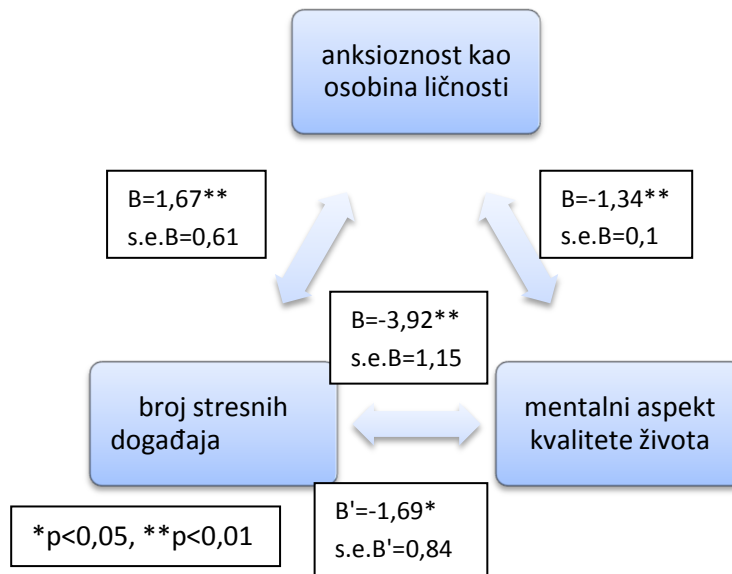 anksioznost kao
osobina ličnosti
B=1,67**
s.e.B=0,61
B=-1,34**
s.e.B=0,1
B=-3,92**
s.e.B=1,15
broj stresnih
događaja
mentalni aspekt
kvalitete života
B'=-1,69*
s.e.B'=0,84
*p<0,05, **p<0,01